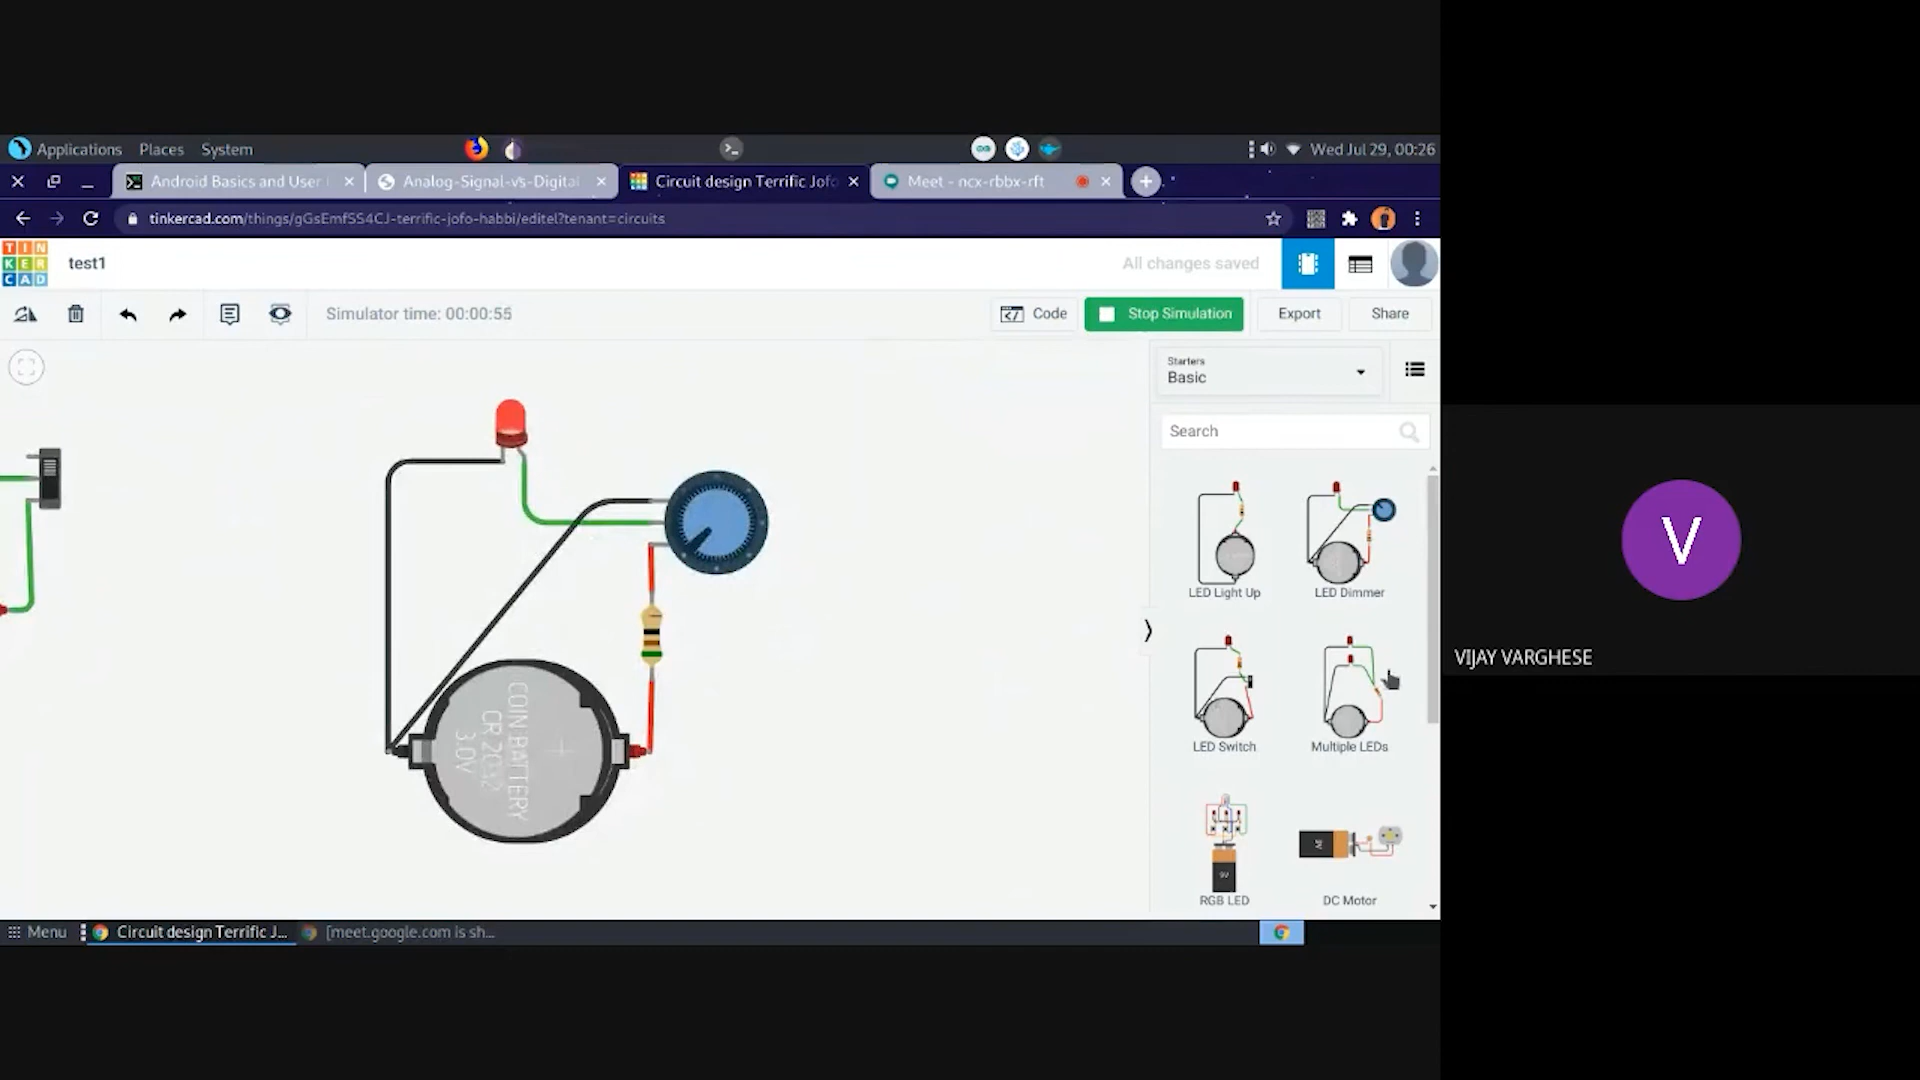 Applications Places System Wed Jul 29, 00:26
Android Basics and User Analog-Signal-vs-Digital Circuit design Terrific Jofo Meet - ncx-rbbx-rft
tinkercad.com/things/gGsEmfSS4CJ-terrific-jofo-habbi/editel?tenant=circuits
TIN
KER
CAD
test1
All changes saved
Simulator time: 00:00:55
Code
Stop Simulation
Export
Share
Starters
Basic
Search
LED Light Up
LED Dimmer
LED Switch
Multiple LEDs
9V
RGB LED
9V
DC Motor
COIN BATTERY
CR 2032
3.0V
V
VIJAY VARGHESE
Menu Circuit design Terrific J... [meet.google.com is sh...